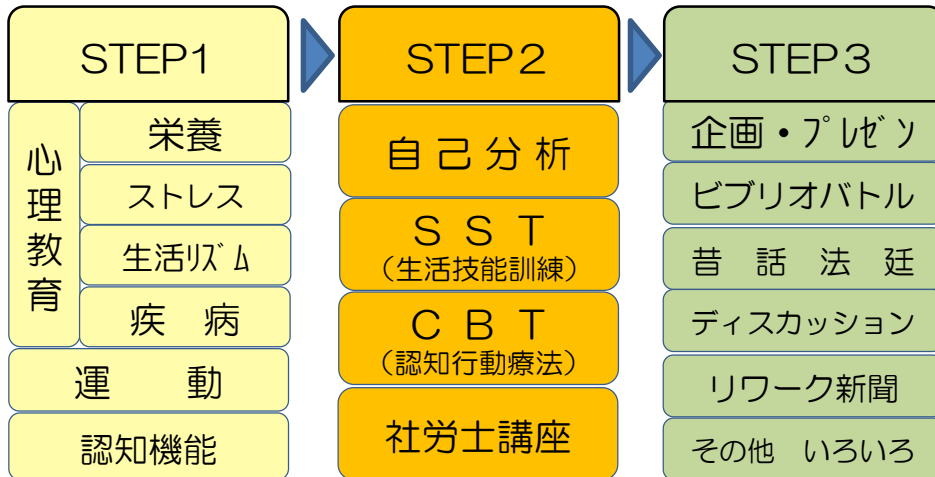 STEP1
心理教育
栄養
ストレス
生活ﾘｽﾞﾑ
疾　病
運　　動
認知機能
STEP２
自 己 分 析
Ｓ Ｓ Ｔ
（生活技能訓練）
Ｃ Ｂ Ｔ
（認知行動療法）
社労士講座
STEP３
企画・ﾌﾟﾚｾﾞﾝ
ビブリオバトル
昔　話　法　廷
ディスカッション
リワーク新聞
その他　いろいろ